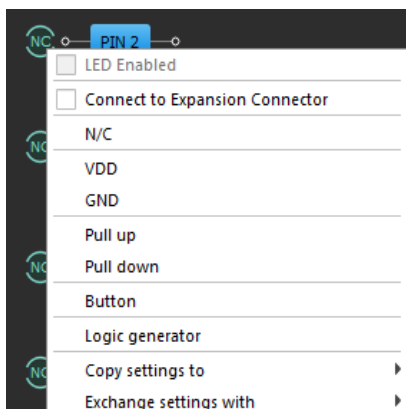 NC PIN 2
LED Enabled
Connect to Expansion Connector
N/C
NC
VDD
GND
Pull up
Pull down
NC
Button
Logic generator
Copy settings to
NC
Exchange settings with